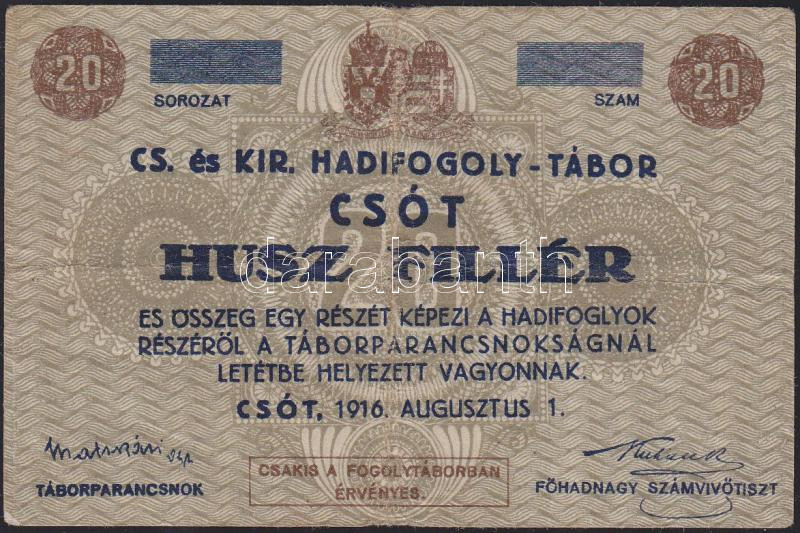 20 20
SOROZAT SZAM
CS. és KIR. HADIFOGOLY-TÁBOR
CSÓT
HUSZ FILLÉR
darabanth
ES ÖSSZEG EGY RÉSZÉT KÉPEZI A HADIFOGLYOK
RÉSZÉRŐL A TÁBORPARANCSNOKSÁGNÁL
LETÉTBE HELYEZETT VAGYONNAK.
CSÓT, 1916. AUGUSZTUS 1.
CSAKIS A FOGOLYTÁBORBAN
ÉRVÉNYES.
TÁBORPARANCSNOK FŐHADNAGY SZÁMVIVŐTISZT